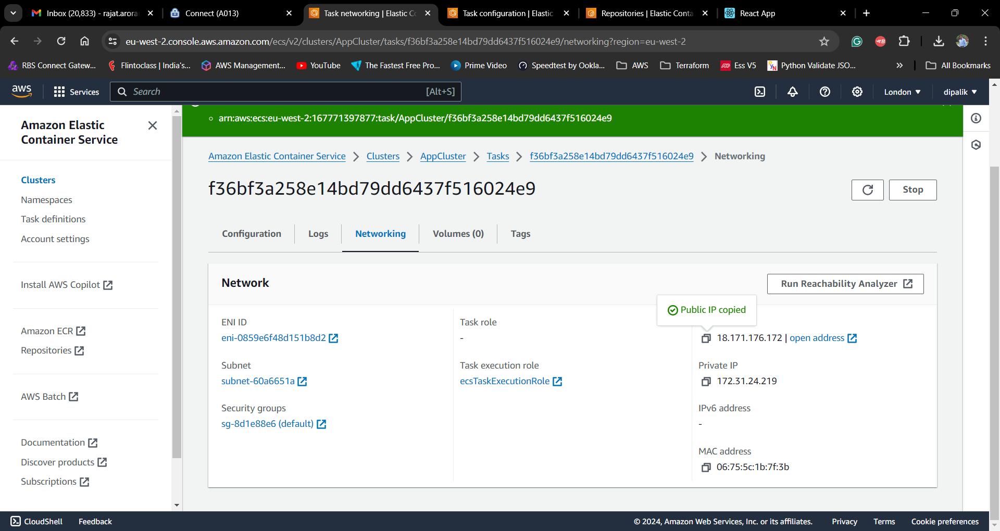 Inbox (20,833) - rajat.arora
Connect (A013)
Task networking | Elastic Co
Task configuration | Elastic
Repositories | Elastic Conta
React App
eu-west-2.console.aws.amazon.com/ecs/v2/clusters/AppCluster/tasks/f36bf3a258e14bd79dd6437f516024e9/networking?region=eu-west-2
RBS Connect Gatew...
Flintoclass | India's...
AWS Management...
YouTube
The Fastest Free Pro...
Prime Video
Speedtest by Ookla...
AWS
Terraform
Ess V5
Python Validate JSO...
All Bookmarks
aws
Services
Search
[Alt+S]
London
dipalik
Amazon Elastic
Container Service
Clusters
Namespaces
Task definitions
Account settings
Install AWS Copilot
Amazon ECR
Repositories
AWS Batch
Documentation
Discover products
Subscriptions
arn:aws:ecs:eu-west-2:167771397877:task/AppCluster/f36bf3a258e14bd79dd6437f516024e9
Amazon Elastic Container Service
Clusters
AppCluster
Tasks
f36bf3a258e14bd79dd6437f516024e9
Networking
f36bf3a258e14bd79dd6437f516024e9
Stop
Configuration
Logs
Networking
Volumes (0)
Tags
Network
Run Reachability Analyzer
Public IP copied
ENI ID
eni-0859e6f48d151b8d2
Subnet
subnet-60a6651a
Security groups
sg-8d1e88e6 (default)
Task role
-
Task execution role
ecsTaskExecutionRole
18.171.176.172 | open address
Private IP
172.31.24.219
IPv6 address
-
MAC address
06:75:5c:1b:7f:3b
CloudShell
Feedback
© 2024, Amazon Web Services, Inc. or its affiliates.
Privacy
Terms
Cookie preferences